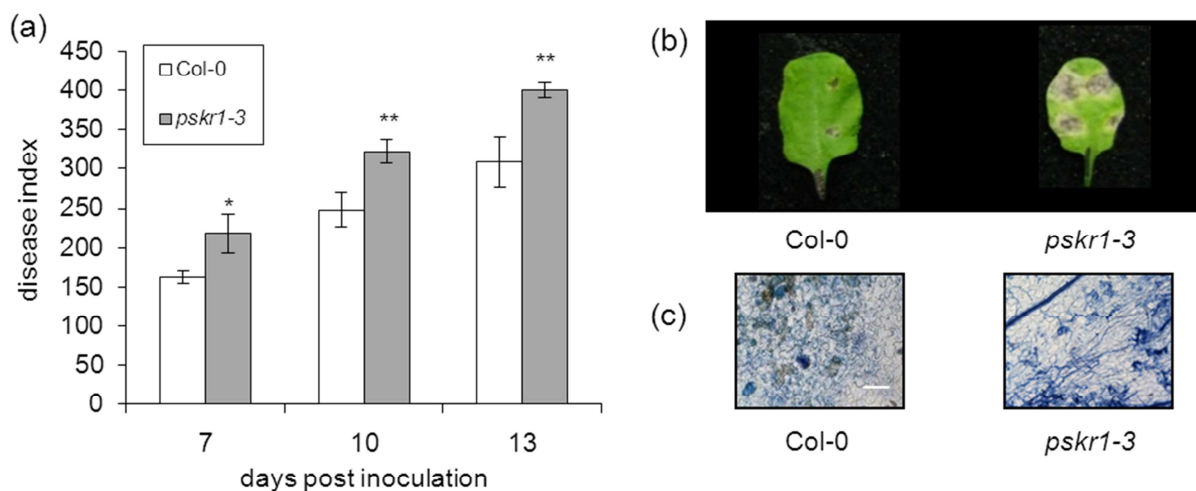 (a)
450
400
350
300
250
200
150
100
50
0
disease index
Col-0
pskr1-3
*
**
**
7 10 13
days post inoculation
(b)
Col-0 pskr1-3
(c)
Col-0 pskr1-3